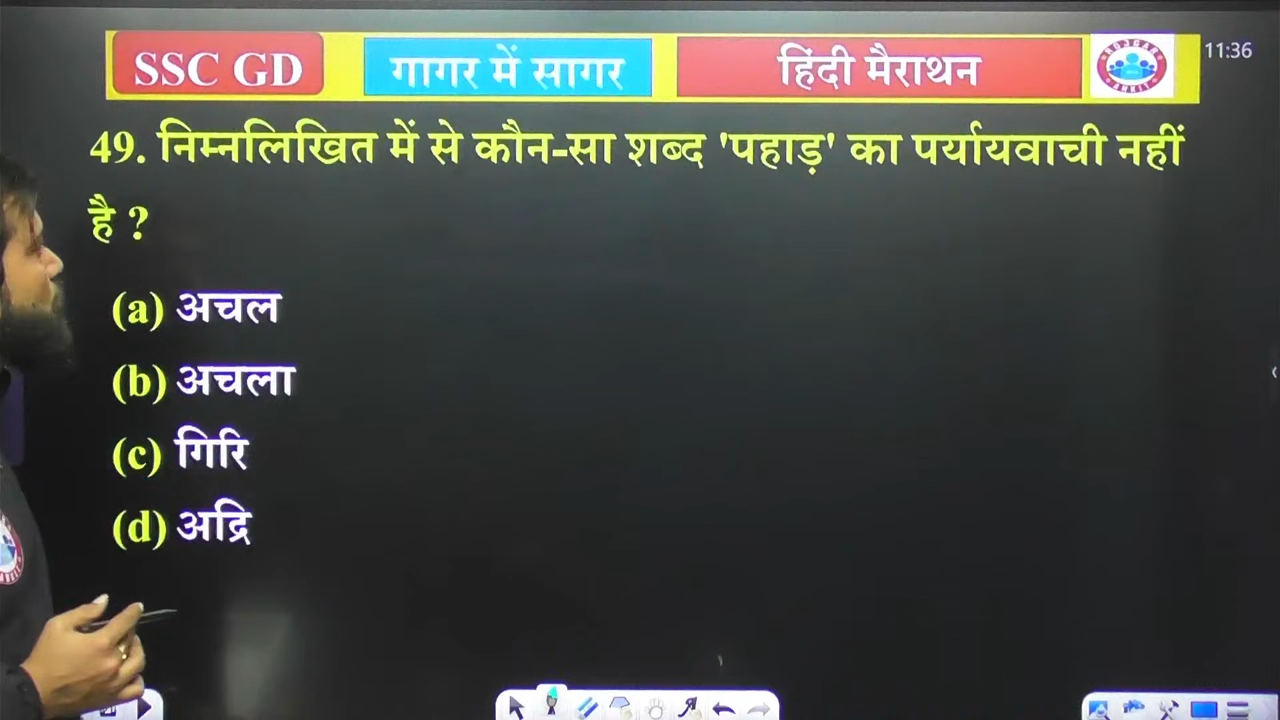 SSC GD
गागर में सागर
हिंदी मैराथन
11:36
49. निम्नलिखित में से कौन-सा शब्द 'पहाड़' का पर्यायवाची नहीं
है ?
(a) अचल
(b) अचला
(c) गिरि
(d) अद्रि